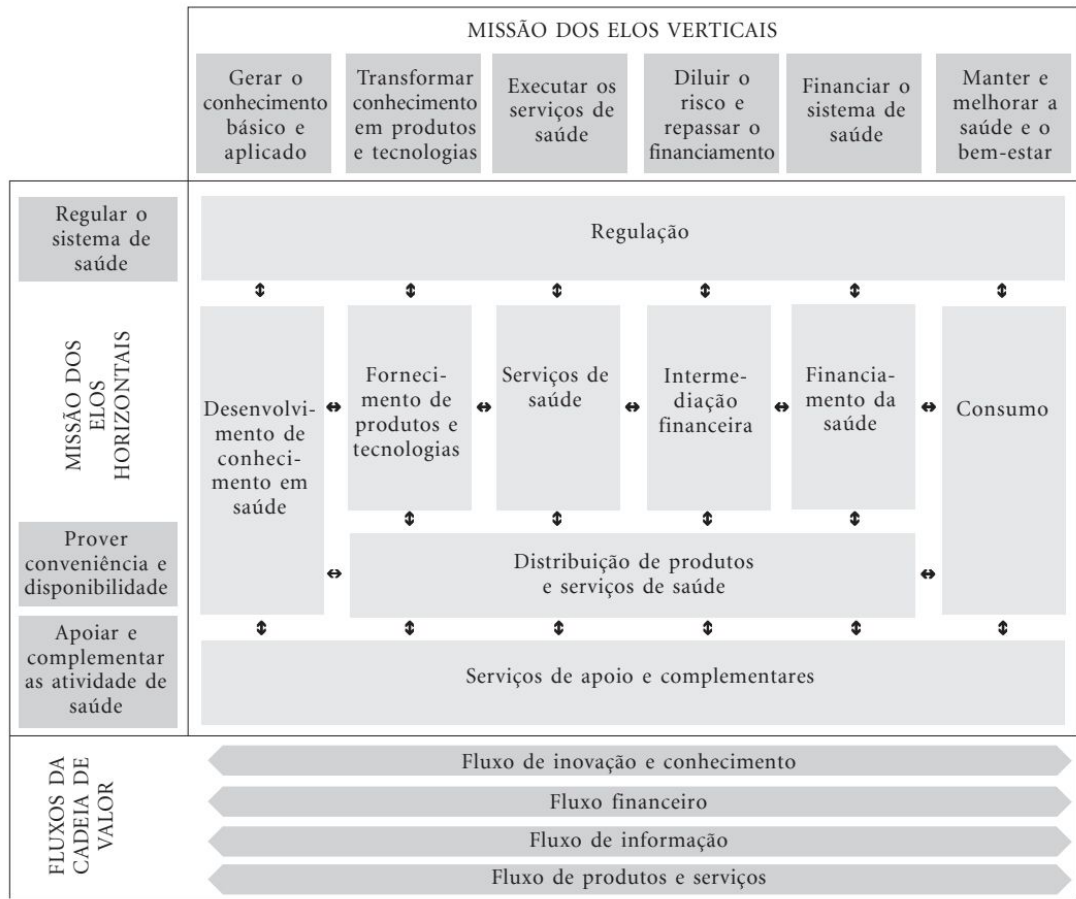 MISSÃO DOS ELOS VERTICAIS
Gerar o
conhecimento
básico e
aplicado
Transformar
conhecimento
em produtos
e tecnologias
Executar os
serviços de
saúde
Diluir o
risco e
repassar o
financiamento
Financiar o
sistema de
saúde
Manter e
melhorar a
saúde e o
bem-estar
MISSÃO DOS
ELOS
HORIZONTAIS
Regular o
sistema de
saúde
Regulação
Desenvolvi-
mento de
conheci-
mento em
saúde
Forneci-
mento de
produtos e
tecnologias
Serviços de
saúde
Interme-
diação
financeira
Financia-
mento da
saúde
Consumo
Prover
conveniência e
disponibilidade
Distribuição de produtos
e serviços de saúde
Apoiar e
complementar
as atividade de
saúde
Serviços de apoio e complementares
FLUXOS DA
CADEIA DE
VALOR
Fluxo de inovação e conhecimento
Fluxo financeiro
Fluxo de informação
Fluxo de produtos e serviços